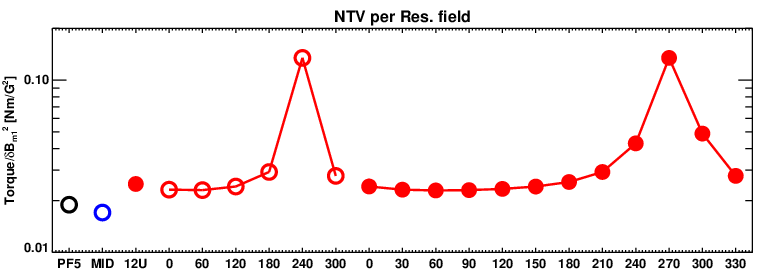 NTV per Res. field
Torque/δB_m1^2 [Nm/G^2]
0.10
0.01
PF5 MID 12U 0 60 120 180 240 300 0 30 60 90 120 150 180 210 240 270 300 330